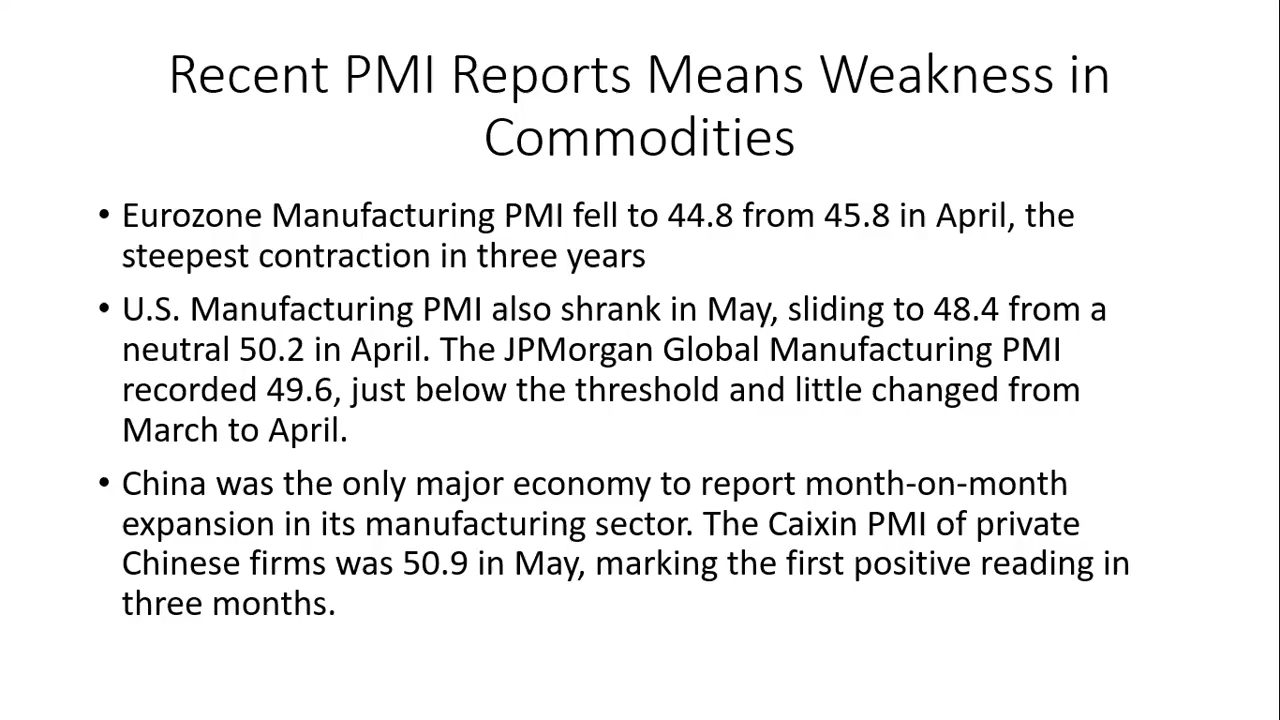 Recent PMI Reports Means Weakness in
Commodities
• Eurozone Manufacturing PMI fell to 44.8 from 45.8 in April, the
steepest contraction in three years
• U.S. Manufacturing PMI also shrank in May, sliding to 48.4 from a
neutral 50.2 in April. The JPMorgan Global Manufacturing PMI
recorded 49.6, just below the threshold and little changed from
March to April.
• China was the only major economy to report month-on-month
expansion in its manufacturing sector. The Caixin PMI of private
Chinese firms was 50.9 in May, marking the first positive reading in
three months.